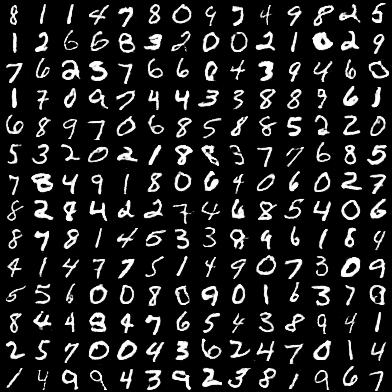 8 1 1 4 7 8 0 9 3 4 9 8 2 5
1 2 6 6 8 3 2 0 0 2 1 0 2 9
7 6 2 3 7 6 6 0 4 3 9 4 6 0
1 7 0 9 7 4 4 3 3 8 8 9 6 1
6 8 9 7 0 6 8 5 8 8 5 2 2 0
5 3 2 0 2 1 8 8 3 7 7 6 8 5
7 8 4 9 1 8 0 6 4 0 6 0 2 7
8 2 8 4 2 2 7 4 6 8 5 4 0 6
8 7 8 1 4 5 3 3 8 9 6 1 6 9
4 1 4 7 7 5 1 4 9 0 7 3 0 9
5 5 6 0 0 8 0 9 0 1 6 3 7 8
8 4 4 3 4 7 6 5 4 3 8 9 4 1
2 5 7 0 0 4 3 6 2 4 7 0 1 4
1 4 9 9 4 3 9 2 3 8 1 9 6 7